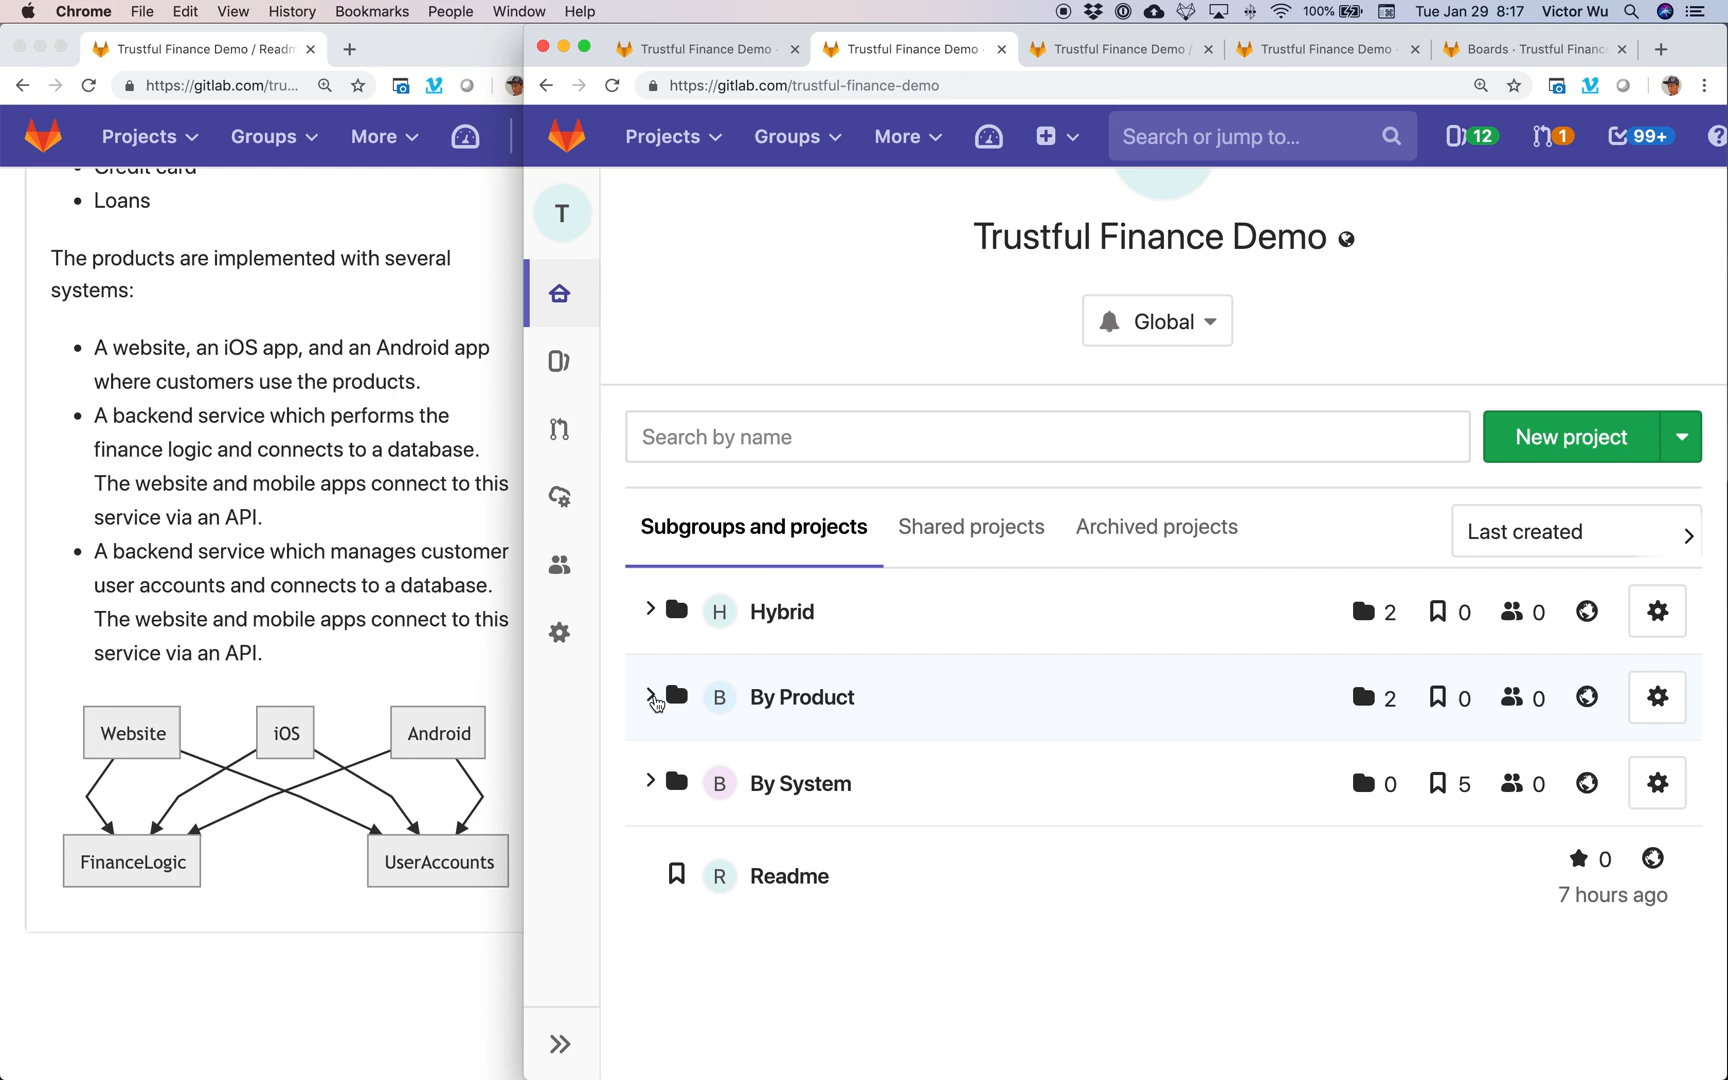 Chrome File Edit View History Bookmarks People Window Help 100% Tue Jan 29 8:17 Victor Wu
Trustful Finance Demo / Readm
https://gitlab.com/tru...
Projects Groups More
Credit card
Loans
The products are implemented with several
systems:
A website, an iOS app, and an Android app
where customers use the products.
A backend service which performs the
finance logic and connects to a database.
The website and mobile apps connect to this
service via an API.
A backend service which manages customer
user accounts and connects to a database.
The website and mobile apps connect to this
service via an API.
Website iOS Android
FinanceLogic UserAccounts
Trustful Finance Demo · Trustful Finance Demo · Trustful Finance Demo / Trustful Finance Demo · Boards · Trustful Financ
https://gitlab.com/trustful-finance-demo
Projects Groups More Search or jump to... 12 1 99+
T
Trustful Finance Demo
Global
Search by name New project
Subgroups and projects Shared projects Archived projects Last created
H Hybrid 2 0 0
B By Product 2 0 0
B By System 0 5 0
R Readme 0
7 hours ago